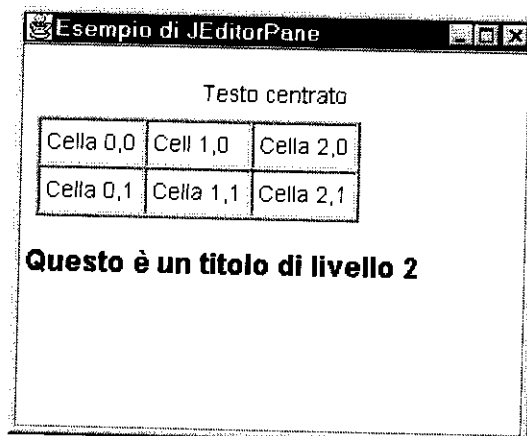 Esempio di JEditorPane
Testo centrato
Cella 0,0 Cell 1,0 Cella 2,0
Cella 0,1 Cella 1,1 Cella 2,1
Questo è un titolo di livello 2